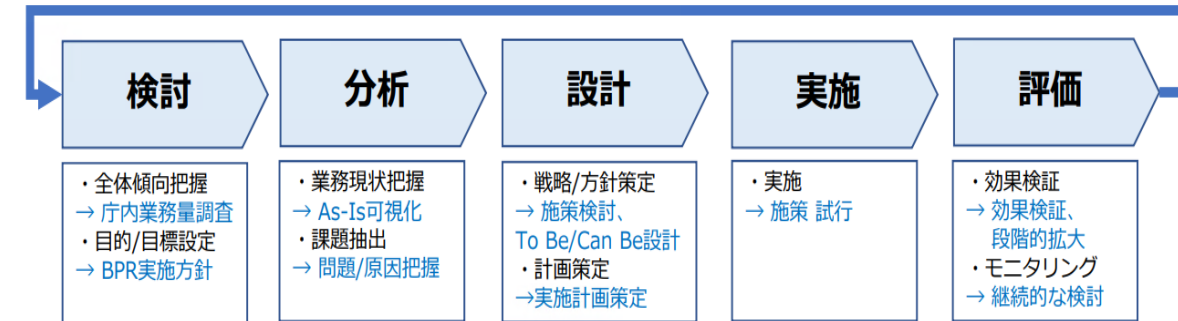 検討
・全体傾向把握
→ 庁内業務量調査
・目的/目標設定
→ BPR実施方針
分析
・業務現状把握
→ As-Is可視化
・課題抽出
→ 問題/原因把握
設計
・戦略/方針策定
→ 施策検討、
To Be/Can Be設計
・計画策定
→実施計画策定
実施
・実施
→ 施策 試行
評価
・効果検証
→ 効果検証、
段階的拡大
・モニタリング
→ 継続的な検討